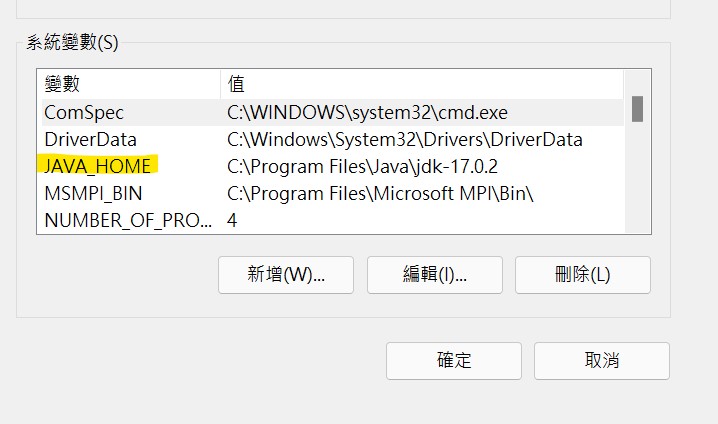 系統變數(S)
變數 值
ComSpec C:\WINDOWS\system32\cmd.exe
DriverData C:\Windows\System32\Drivers\DriverData
JAVA_HOME C:\Program Files\Java\jdk-17.0.2
MSMPI_BIN C:\Program Files\Microsoft MPI\Bin\
NUMBER_OF_PRO... 4
新增(W)... 編輯(I)... 刪除(L)
確定 取消